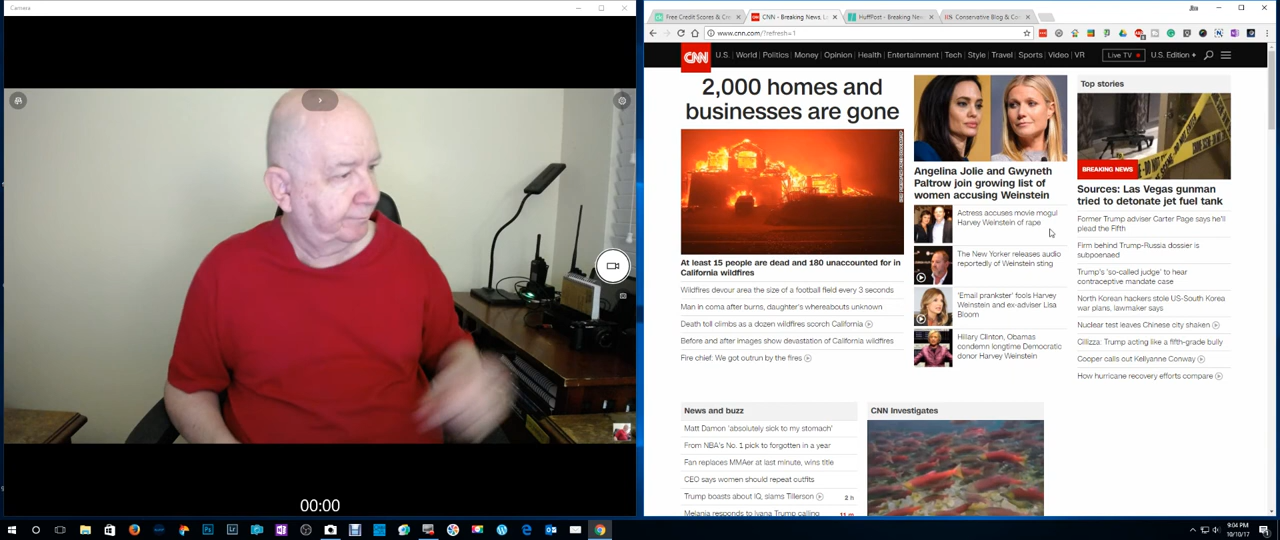 Camera
00:00
Jim
Free Credit Scores & Cre
CNN - Breaking News, La
HuffPost - Breaking New
Conservative Blog & Co
www.cnn.com/?refresh=1
CNN
U.S.
World
Politics
Money
Opinion
Health
Entertainment
Tech
Style
Travel
Sports
Video
VR
Live TV
U.S. Edition +
2,000 homes and
businesses are gone
At least 15 people are dead and 180 unaccounted for in
California wildfires
Wildfires devour area the size of a football field every 3 seconds
Man in coma after burns, daughter's whereabouts unknown
Death toll climbs as a dozen wildfires scorch California
Before and after images show devastation of California wildfires
Fire chief: We got outrun by the fires
Angelina Jolie and Gwyneth
Paltrow join growing list of
women accusing Weinstein
Actress accuses movie mogul
Harvey Weinstein of rape
The New Yorker releases audio
reportedly of Weinstein sting
'Email prankster' fools Harvey
Weinstein and ex-adviser Lisa
Bloom
Hillary Clinton, Obamas
condemn longtime Democratic
donor Harvey Weinstein
Top stories
BREAKING NEWS
Sources: Las Vegas gunman
tried to detonate jet fuel tank
Former Trump adviser Carter Page says he'll
plead the Fifth
Firm behind Trump-Russia dossier is
subpoenaed
Trump's 'so-called judge' to hear
contraceptive mandate case
North Korean hackers stole US-South Korea
war plans, lawmaker says
Nuclear test leaves Chinese city shaken
Cillizza: Trump acting like a fifth-grade bully
Cooper calls out Kellyanne Conway
How hurricane recovery efforts compare
News and buzz
Matt Damon 'absolutely sick to my stomach'
From NBA's No. 1 pick to forgotten in a year
Fan replaces MMAer at last minute, wins title
CEO says women should repeat outfits
Trump boasts about IQ, slams Tillerson
2 h
Melania responds to Ivana Trump calling
11 m
CNN Investigates
9:04 PM
10/10/17